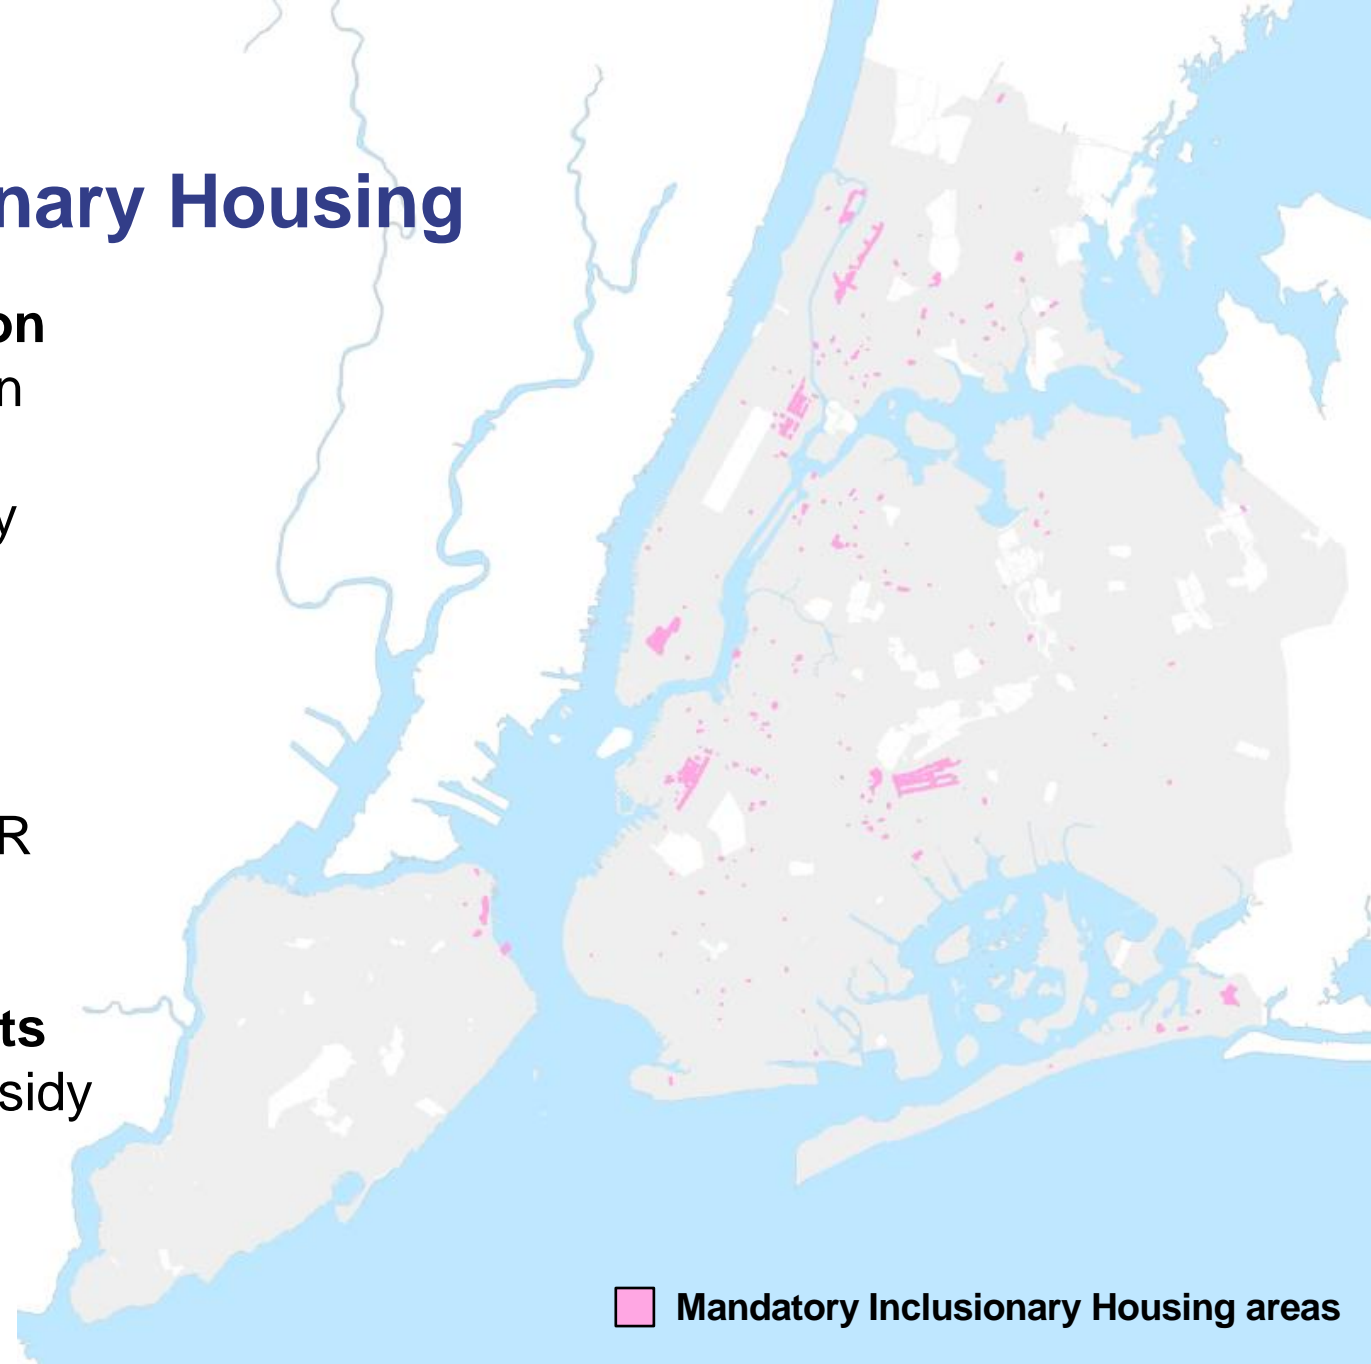 nary Housing
on
n
y
R
ts
sidy
Mandatory Inclusionary Housing areas